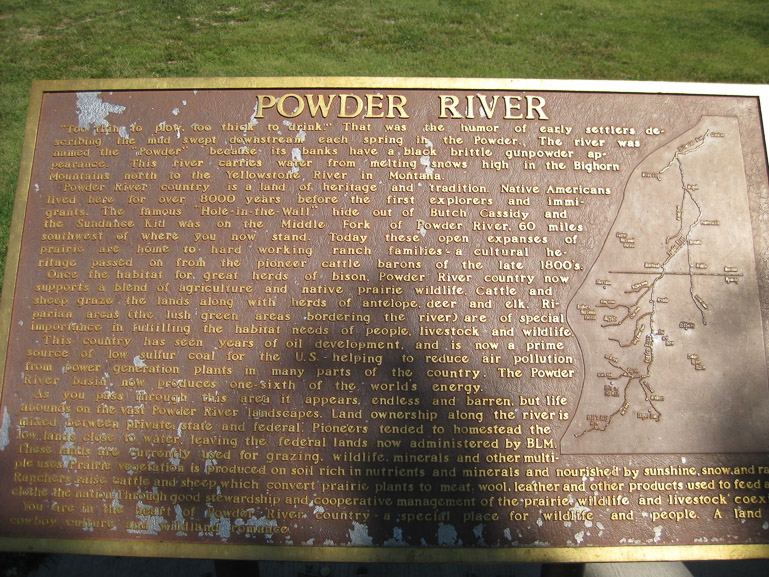 POWDER RIVER
"Too thin to plow, too thick to drink." That was the humor of early settlers de-
scribing the mud swept downstream each spring in the Powder. The river was
named the "Powder" because its banks have a black brittle gunpowder ap-
pearance. This river carries water from melting snows high in the Bighorn
Mountains north to the Yellowstone River in Montana.
Powder River country is a land of heritage and tradition. Native Americans
lived here for over 8000 years before the first explorers and immi-
grants. The famous "Hole-in-the-Wall" hide out of Butch Cassidy and
the Sundance Kid was on the Middle Fork of Powder River, 60 miles
southwest of where you now stand. Today these open expanses of
prairie are home to hard working ranch families - a cultural he-
ritage passed on from the pioneer cattle barons of the late 1800's.
Once the habitat for great herds of bison, Powder River country now
supports a blend of agriculture and native prairie wildlife. Cattle and
sheep graze the lands along with herds of antelope, deer and elk. Ri-
parian areas (the lush green areas bordering the river) are of special
importance in fulfilling the habitat needs of people, livestock and wildlife.
This country has seen years of oil development, and is now a prime
source of low sulfur coal for the U.S. - helping to reduce air pollution
from power generation plants in many parts of the country. The Powder
River basin now produces one-sixth of the world's energy.
As you pass through this area it appears endless and barren, but life
abounds on the vast Powder River landscapes. Land ownership along the river is
mixed between private, state and federal. Pioneers tended to homestead the
low lands close to water, leaving the federal lands now administered by BLM.
These lands are currently used for grazing, wildlife, minerals and other multi-
ple uses. Prairie vegetation is produced on soil rich in nutrients and minerals and nourished by sunshine, snow, and ra
Ranchers raise cattle and sheep, which convert prairie plants to meat, wool, leather and other products used to feed a
clothe the nation. Through good stewardship and cooperative management of the prairie, wildlife and livestock coex
You are in the heart of Powder River country - a special place for wildlife and people. A land
cowboy culture and wildland romance.